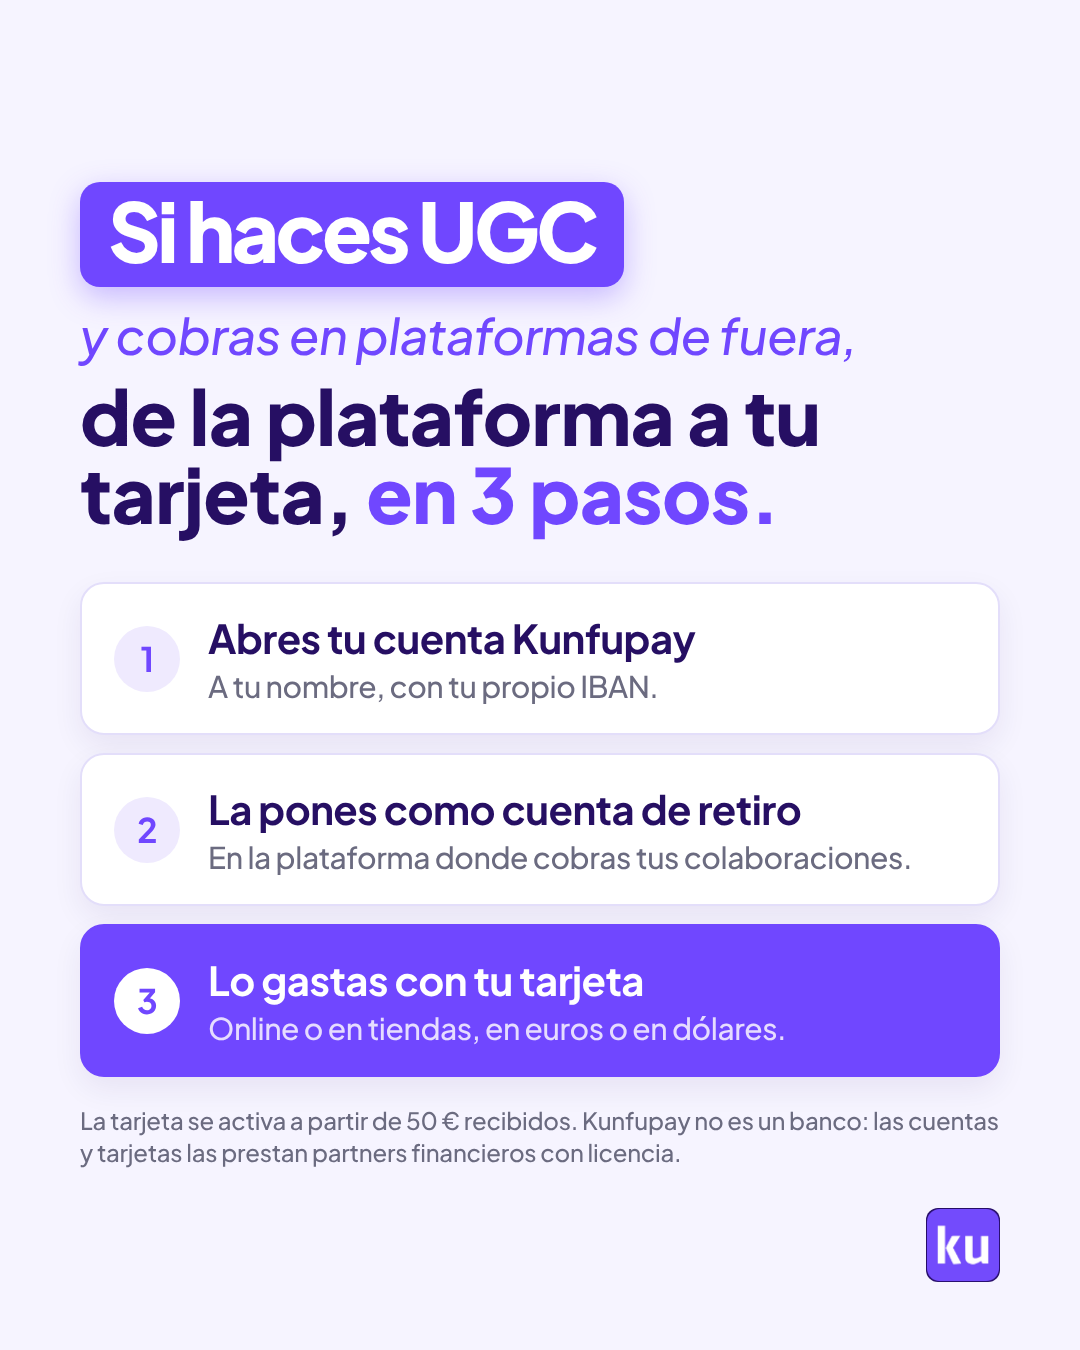 Si haces UGC
y cobras en plataformas de fuera,
de la plataforma a tu
tarjeta, en 3 pasos.
1
Abres tu cuenta Kunfupay
A tu nombre, con tu propio IBAN.
2
La pones como cuenta de retiro
En la plataforma donde cobras tus colaboraciones.
3
Lo gastas con tu tarjeta
Online o en tiendas, en euros o en dólares.
La tarjeta se activa a partir de 50 € recibidos. Kunfupay no es un banco: las cuentas
y tarjetas las prestan partners financieros con licencia.
ku